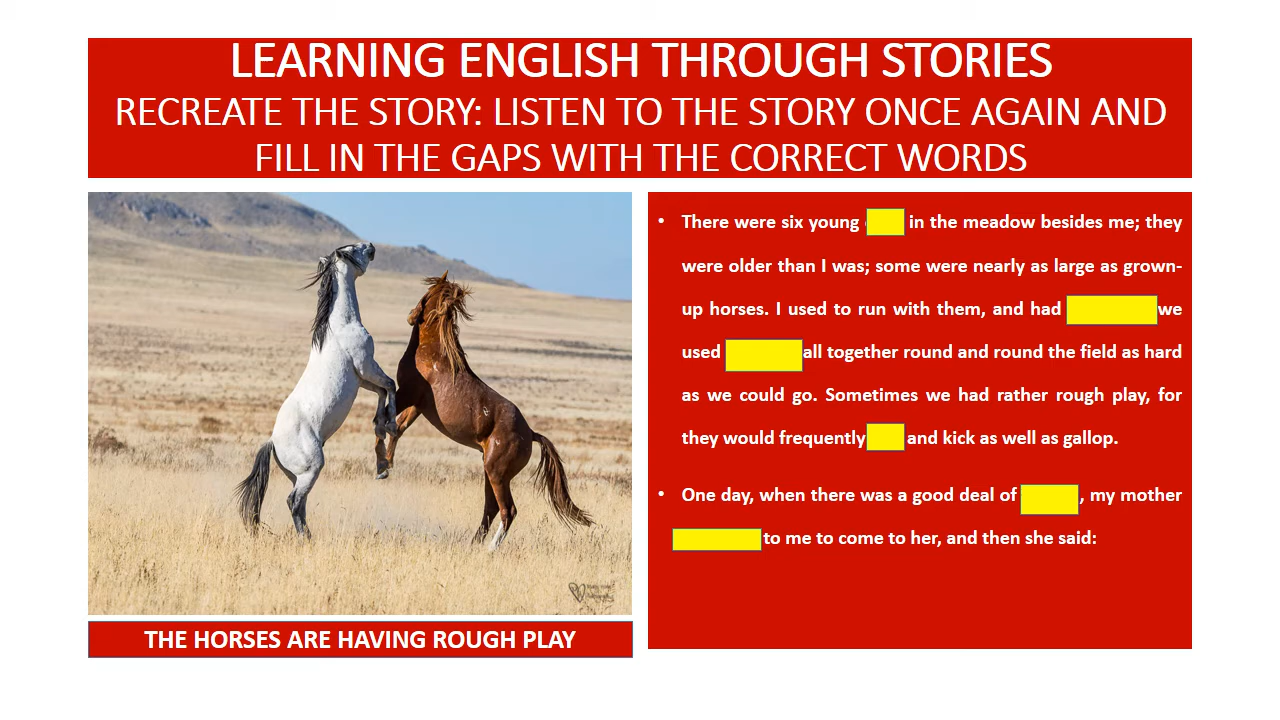 LEARNING ENGLISH THROUGH STORIES
RECREATE THE STORY: LISTEN TO THE STORY ONCE AGAIN AND
FILL IN THE GAPS WITH THE CORRECT WORDS
• There were six young in the meadow besides me; they
were older than I was; some were nearly as large as grown-
up horses. I used to run with them, and had we
used all together round and round the field as hard
as we could go. Sometimes we had rather rough play, for
they would frequently and kick as well as gallop.
• One day, when there was a good deal of , my mother
to me to come to her, and then she said:
THE HORSES ARE HAVING ROUGH PLAY